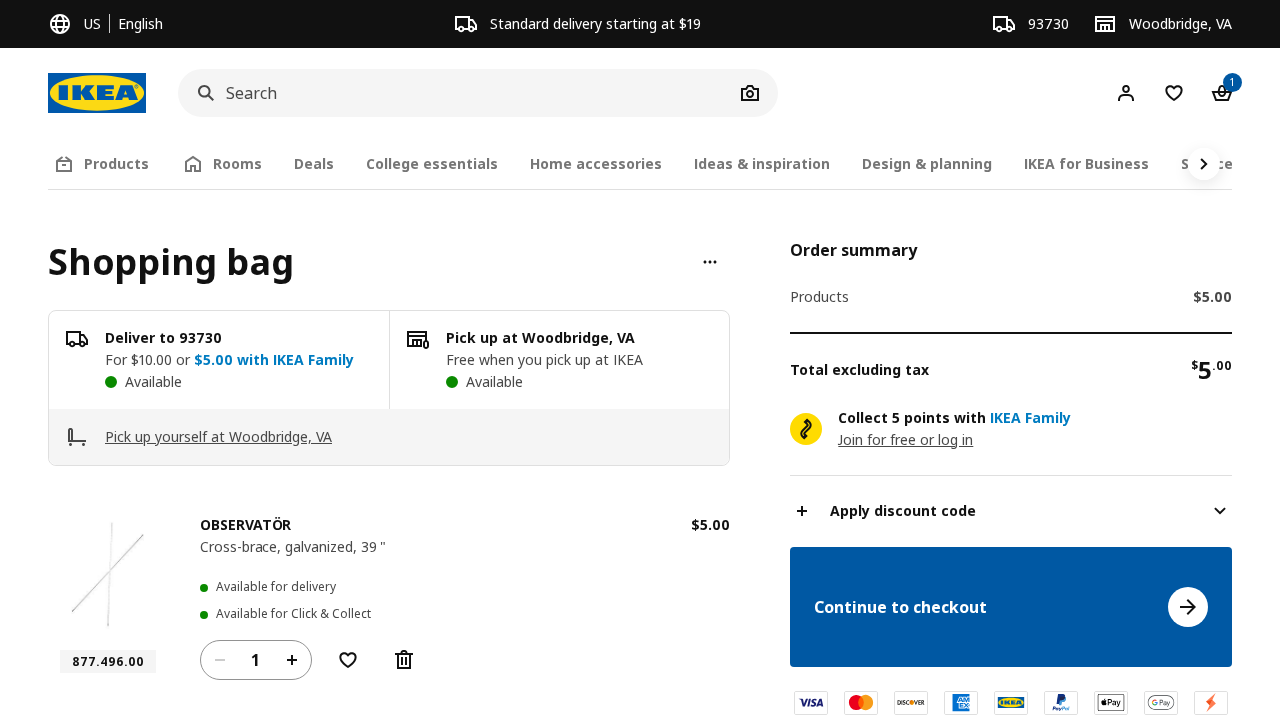 US English
Standard delivery starting at $19
93730
Woodbridge, VA
IKEA
Search
1
Products
Rooms
Deals
College essentials
Home accessories
Ideas & inspiration
Design & planning
IKEA for Business
Shopping bag
Deliver to 93730
For $10.00 or $5.00 with IKEA Family
Available
Pick up at Woodbridge, VA
Free when you pick up at IKEA
Available
Pick up yourself at Woodbridge, VA
OBSERVATÖR
$5.00
Cross-brace, galvanized, 39 "
Available for delivery
Available for Click & Collect
877.496.00
1
Order summary
Products $5.00
Total excluding tax $5.00
Collect 5 points with IKEA Family
Join for free or log in
Apply discount code
Continue to checkout
VISA
DISCOVER
AMEX
IKEA
PayPal
Pay
G Pay